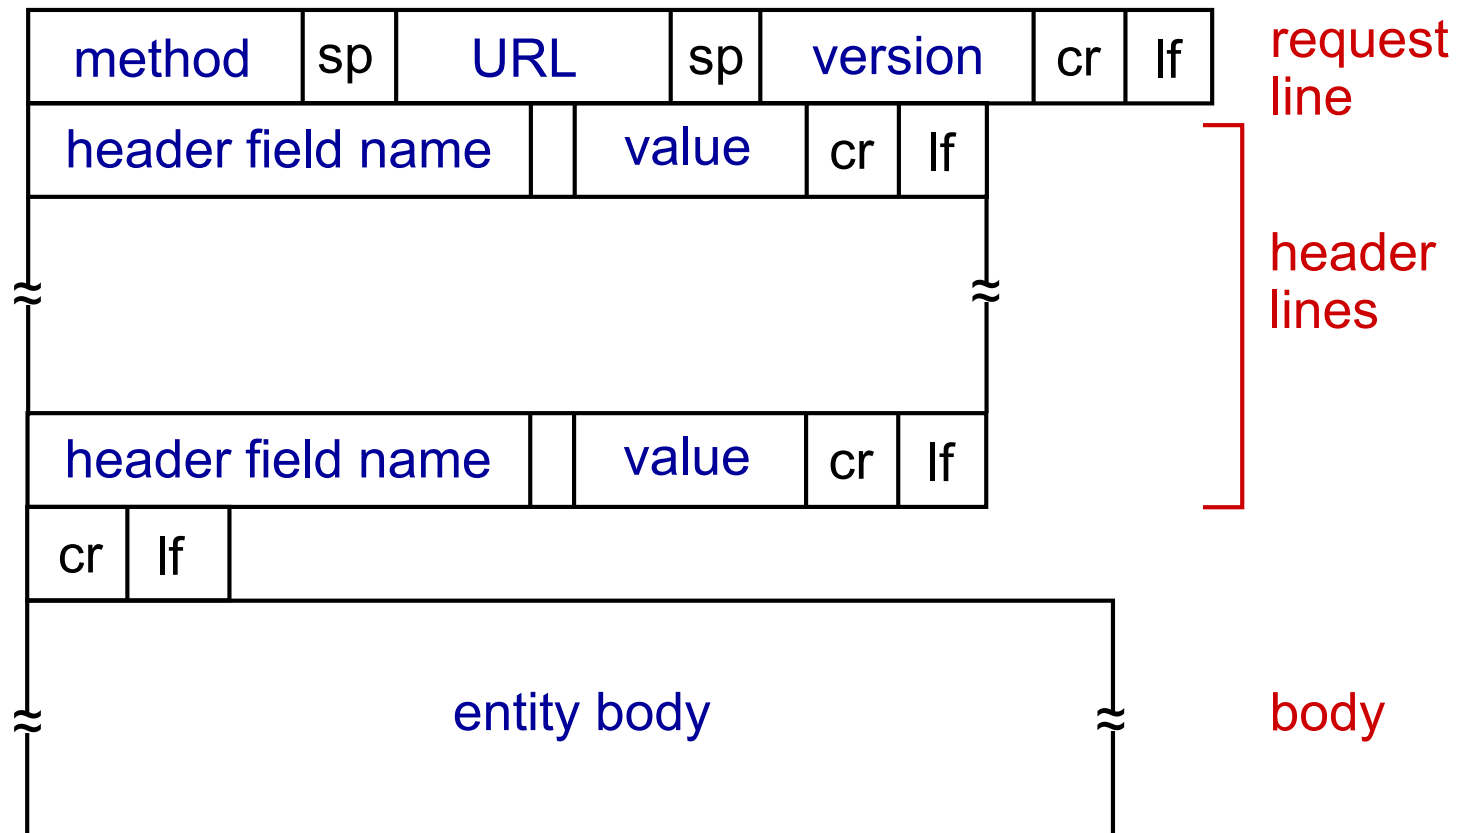 method sp URL sp version cr lf
request
line
header field name value cr lf
header
lines
header field name value cr lf
cr lf
entity body
body